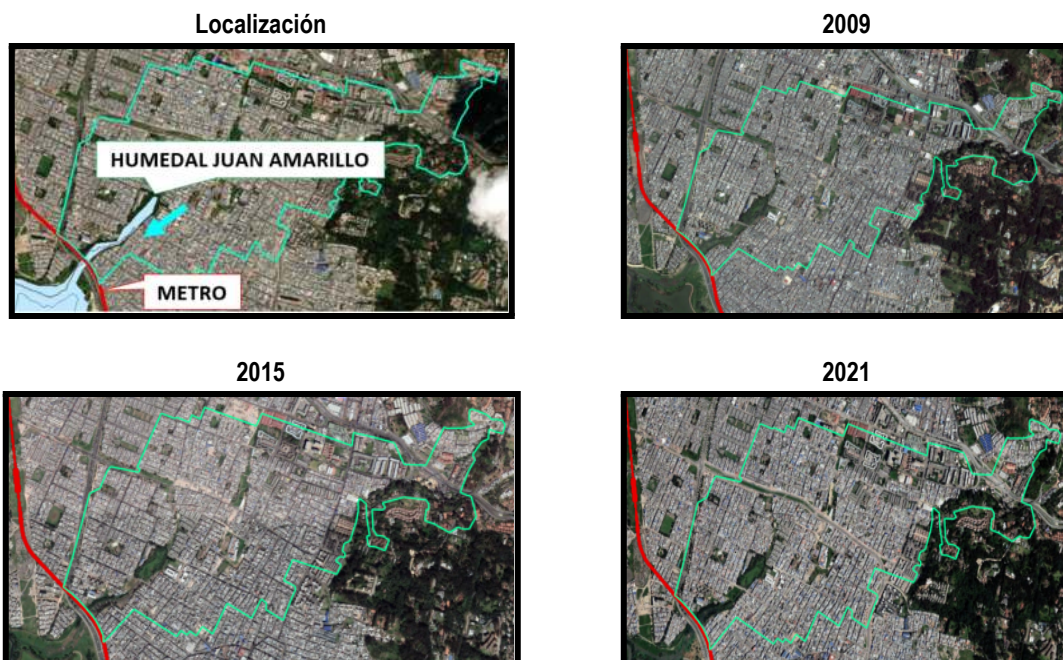 Localización
2009
HUMEDAL JUAN AMARILLO
METRO
2015
2021